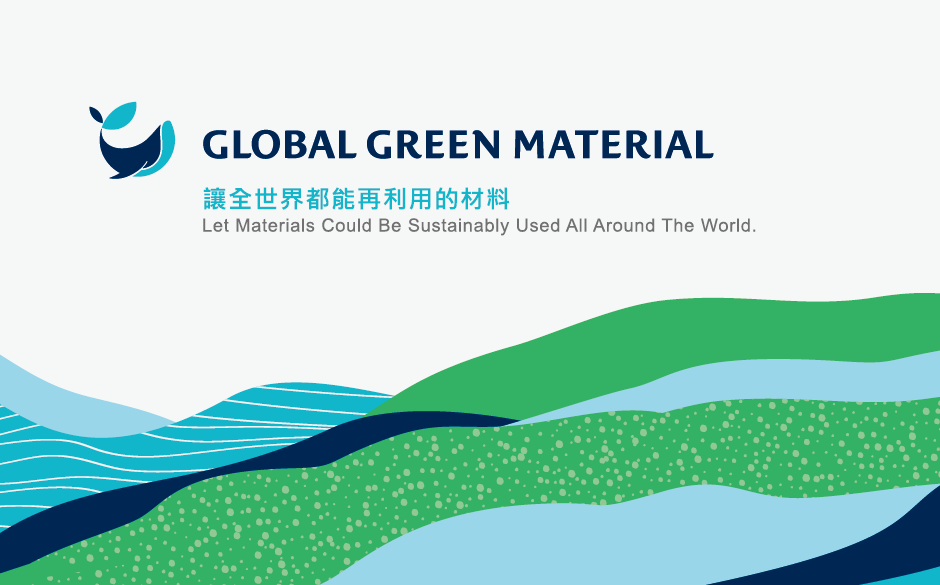 GLOBAL GREEN MATERIAL
讓全世界都能再利用的材料
Let Materials Could Be Sustainably Used All Around The World.